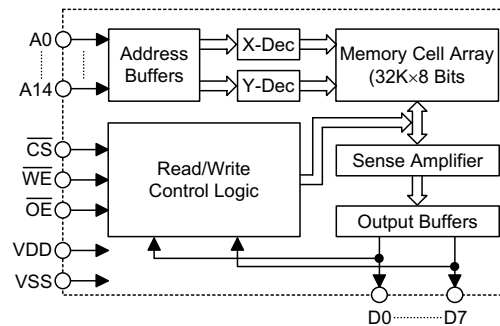 A0
A14
Address
Buffers
X-Dec
Y-Dec
Memory Cell Array
(32K×8 Bits
CS
WE
OE
VDD
VSS
Read/Write
Control Logic
Sense Amplifier
Output Buffers
D0
D7